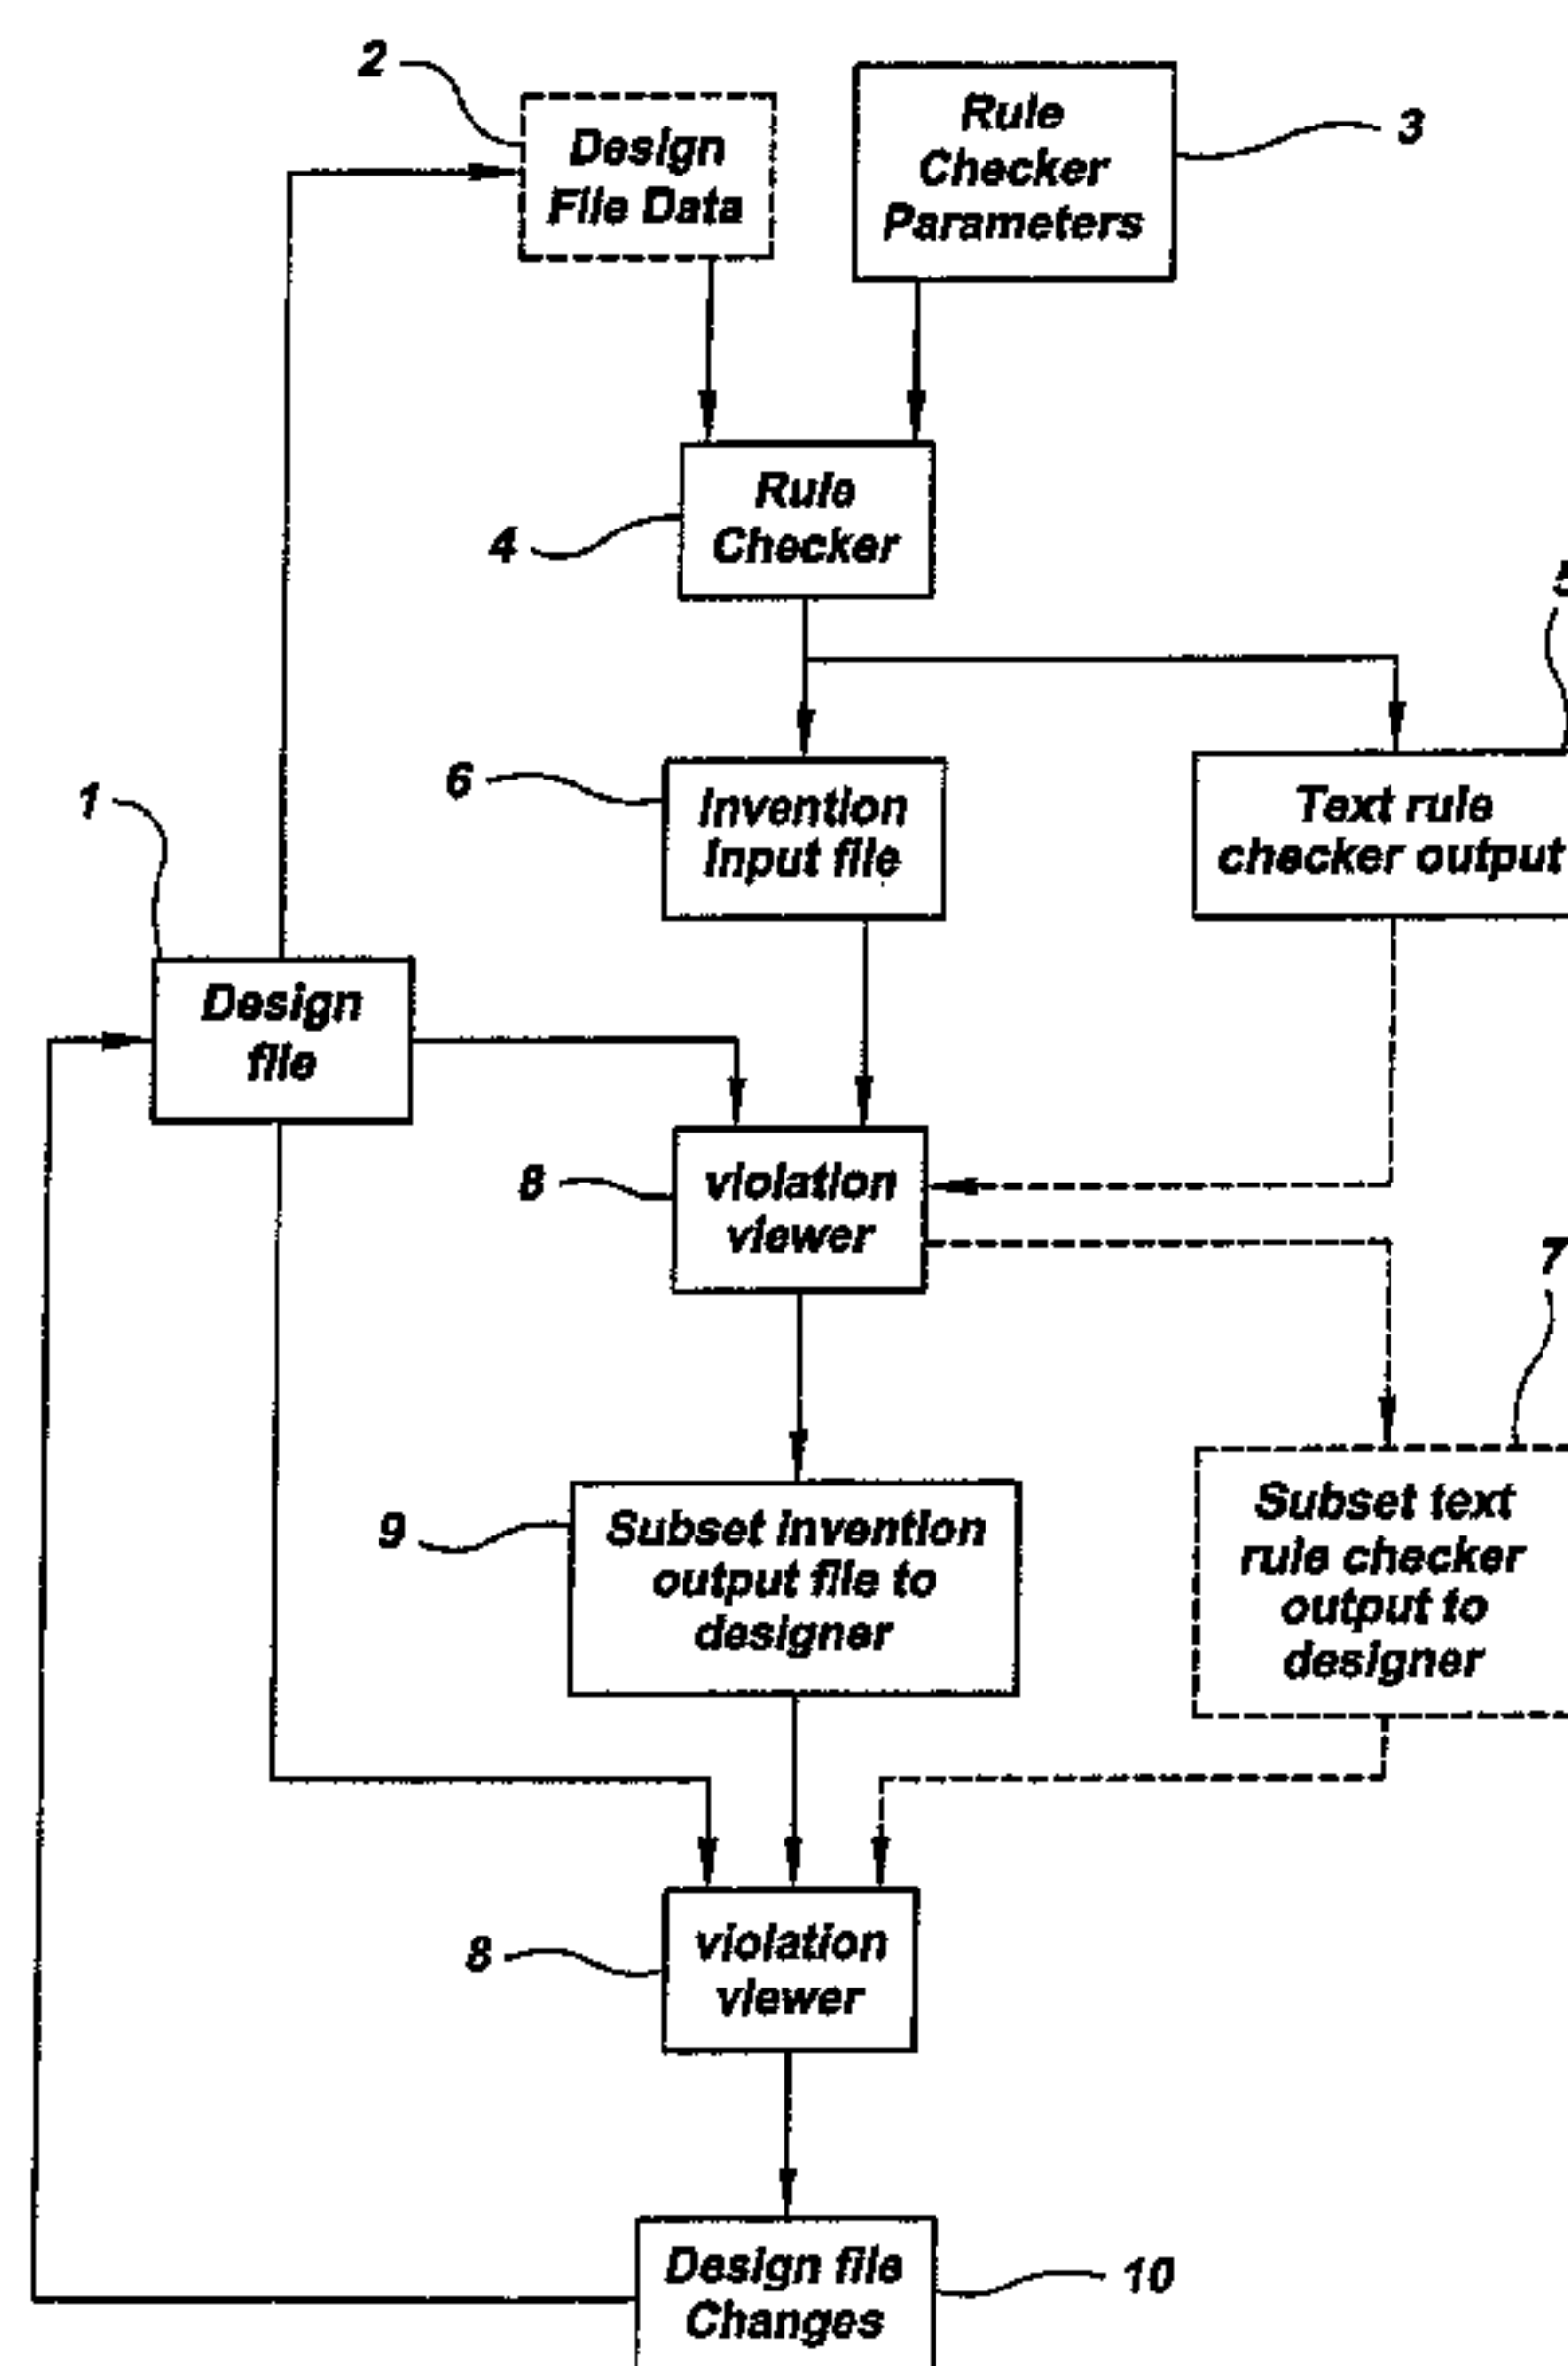 2
Design
File Data
Rule
Checker
Parameters
3
Rule
Checker
4
5
6
Invention
Input file
Text rule
checker output
1
Design
file
8
violation
viewer
7
9
Subset invention
output file to
designer
Subset text
rule checker
output to
designer
8
violation
viewer
Design file
Changes
10